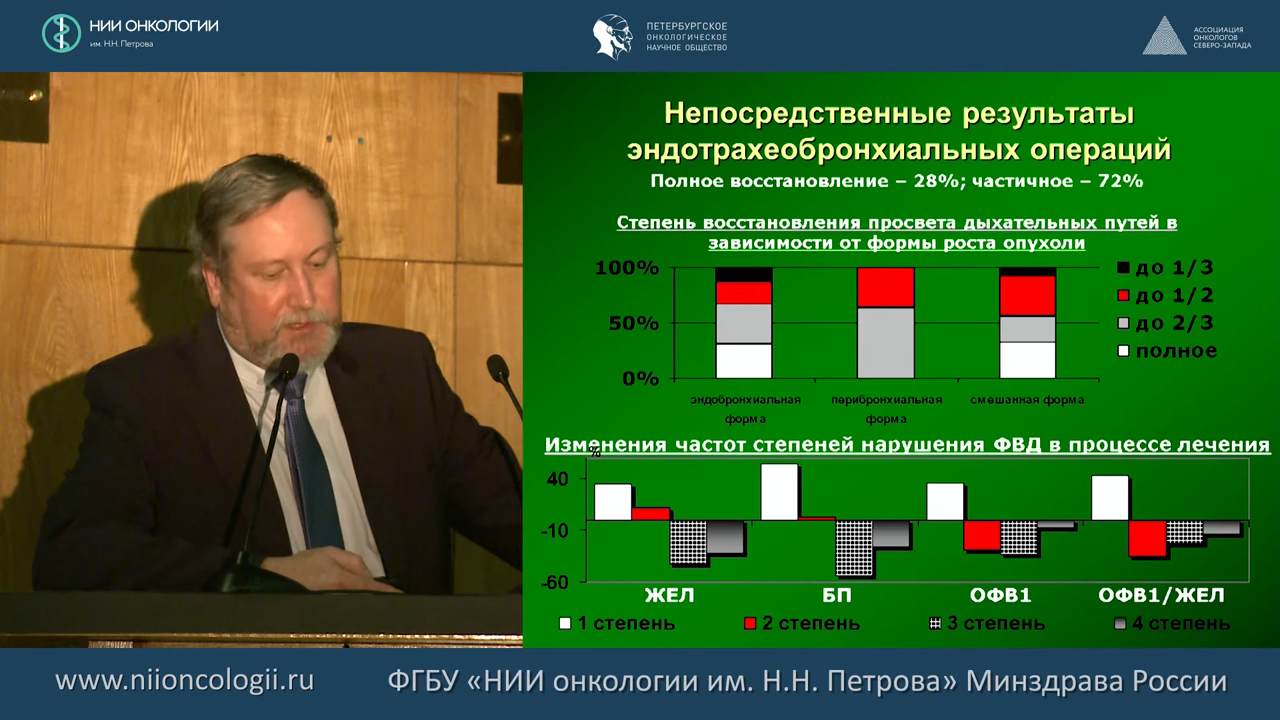 НИИ ОНКОЛОГИИ
им. Н.Н. Петрова
ПЕТЕРБУРГСКОЕ
ОНКОЛОГИЧЕСКОЕ
НАУЧНОЕ ОБЩЕСТВО
АССОЦИАЦИЯ
ОНКОЛОГОВ
СЕВЕРО-ЗАПАДА
Непосредственные результаты
эндотрахеобронхиальных операций
Полное восстановление – 28%; частичное – 72%
Степень восстановления просвета дыхательных путей в
зависимости от формы роста опухоли
100%
50%
0%
до 1/3
до 1/2
до 2/3
полное
эндобронхиальная
форма
перибронхиальная
форма
смешанная форма
Изменения частот степеней нарушения ФВД в процессе лечения
%
40
-10
-60
ЖЕЛ БП ОФВ1 ОФВ1/ЖЕЛ
1 степень 2 степень 3 степень 4 степень
www.niioncologii.ru ФГБУ «НИИ онкологии им. Н.Н. Петрова» Минздрава России